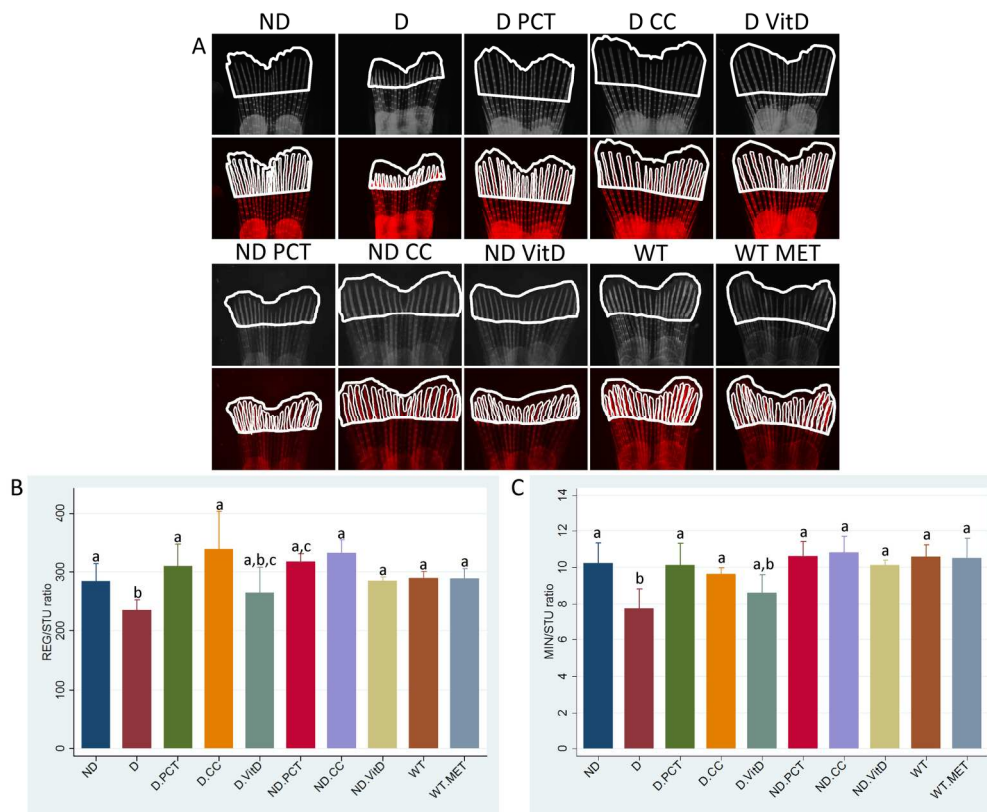 ND D D PCT D CC D VitD
A
ND PCT ND CC ND VitD WT WT MET
B
REG/STU ratio
400
300
200
100
0
a b a a a,b,c a,c a a a a
ND D D.PCT D.CC D.VitD ND.PCT ND.CC ND.VitD WT WT.MET
C
MIN/STU ratio
14
12
10
8
6
4
2
0
a b a a a,b a a a a a
ND D D.PCT D.CC D.VitD ND.PCT ND.CC ND.VitD WT WT.MET